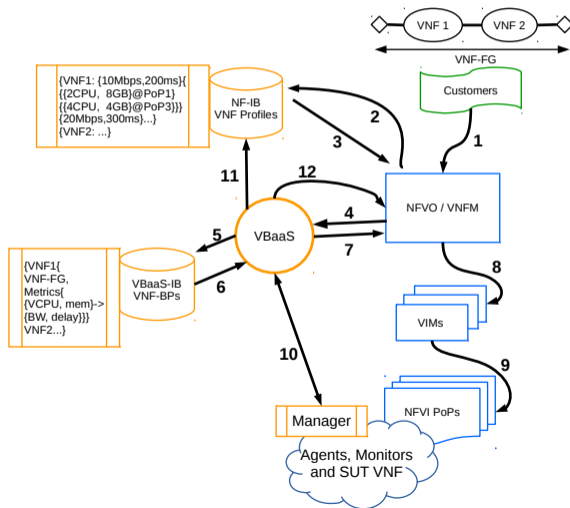 VNF 1
VNF 2
VNF-FG
{VNF1: {10Mbps,200ms}{
{{2CPU, 8GB}@PoP1}
{{4CPU, 4GB}@PoP3}}}
{20Mbps,300ms}...}
{VNF2: ...}
NF-IB
VNF Profiles
Customers
2
3
1
11
12
NFVO / VNFM
4
5
VBaaS
7
6
8
{VNF1{
VNF-FG,
Metrics{
{VCPU, mem}->
{BW, delay}}}
VNF2...}
VBaaS-IB
VNF-BPs
VIMs
10
9
Manager
NFVI PoPs
Agents, Monitors
and SUT VNF